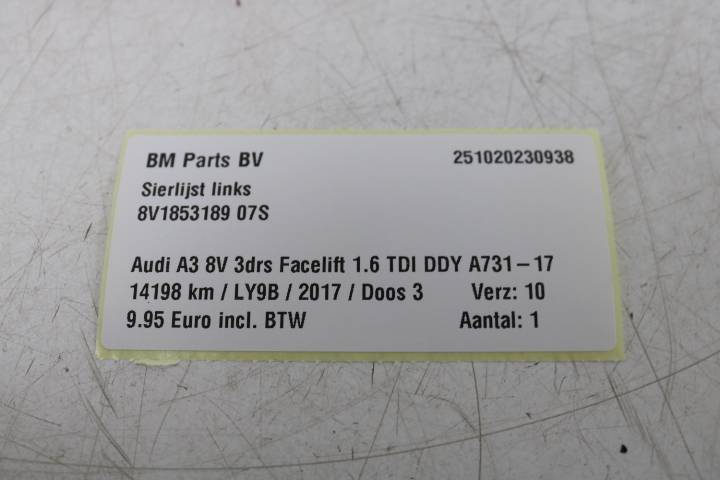 BM Parts BV 251020230938
Sierlijst links
8V1853189 07S
Audi A3 8V 3drs Facelift 1.6 TDI DDY A731-17
14198 km / LY9B / 2017 / Doos 3 Verz: 10
9.95 Euro incl. BTW Aantal: 1